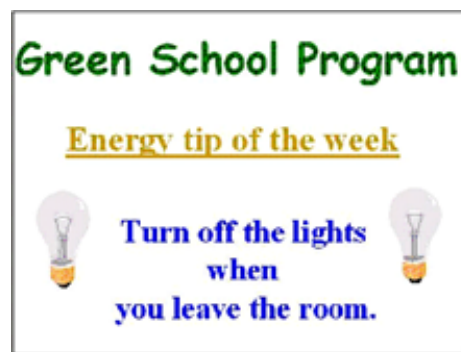 Green School Program
Energy tip of the week
Turn off the lights
when
you leave the room.